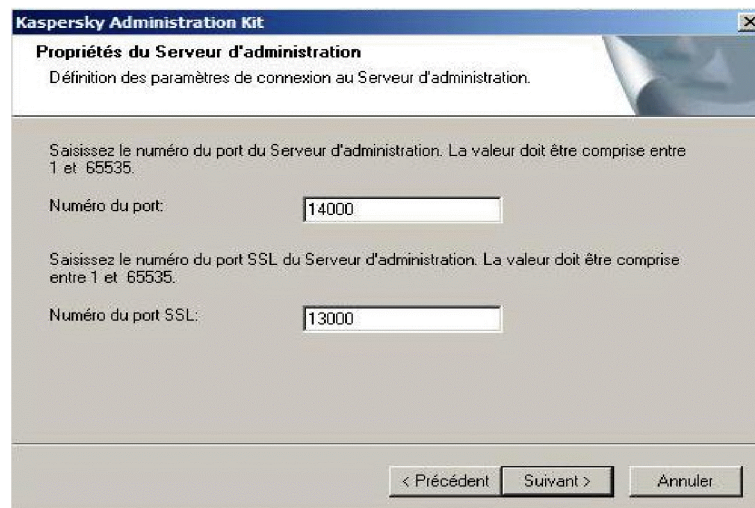 Kaspersky Administration Kit
Propriétés du Serveur d'administration
Définition des paramètres de connexion au Serveur d'administration.
Saisissez le numéro du port du Serveur d'administration. La valeur doit être comprise entre
1 et 65535.
Numéro du port:
14000
Saisissez le numéro du port SSL du Serveur d'administration. La valeur doit être comprise
entre 1 et 65535.
Numéro du port SSL:
13000
< Précédent
Suivant >
Annuler